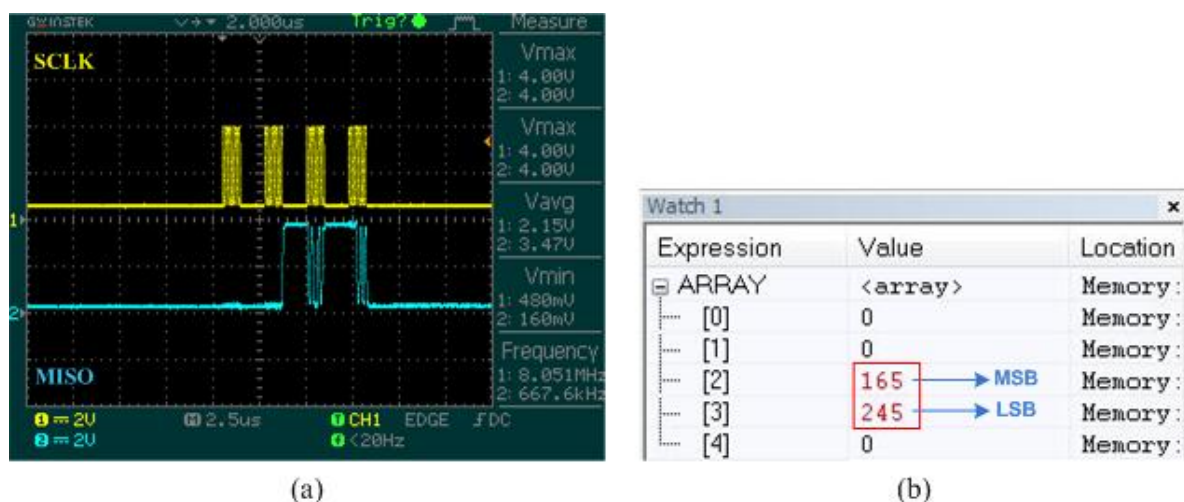 GWINSTEK 2.000us Trig? Measure
SCLK
Vmax
1: 4.00V
2: 4.00V
Vmax
1: 4.00V
2: 4.00V
Vavg
1: 2.15V
2: 3.47V
Vmin
1: 480mV
2: 160mV
Frequency
1: 8.051MHz
2: 667.6kHz
1
2
MISO
1 2V M 2.5us T CH1 EDGE DC
2 2V <20Hz
(a)
Watch 1 ×
Expression Value Location
ARRAY <array> Memory:
[0] 0 Memory:
[1] 0 Memory:
[2] 165 MSB Memory:
[3] 245 LSB Memory:
[4] 0 Memory:
(b)